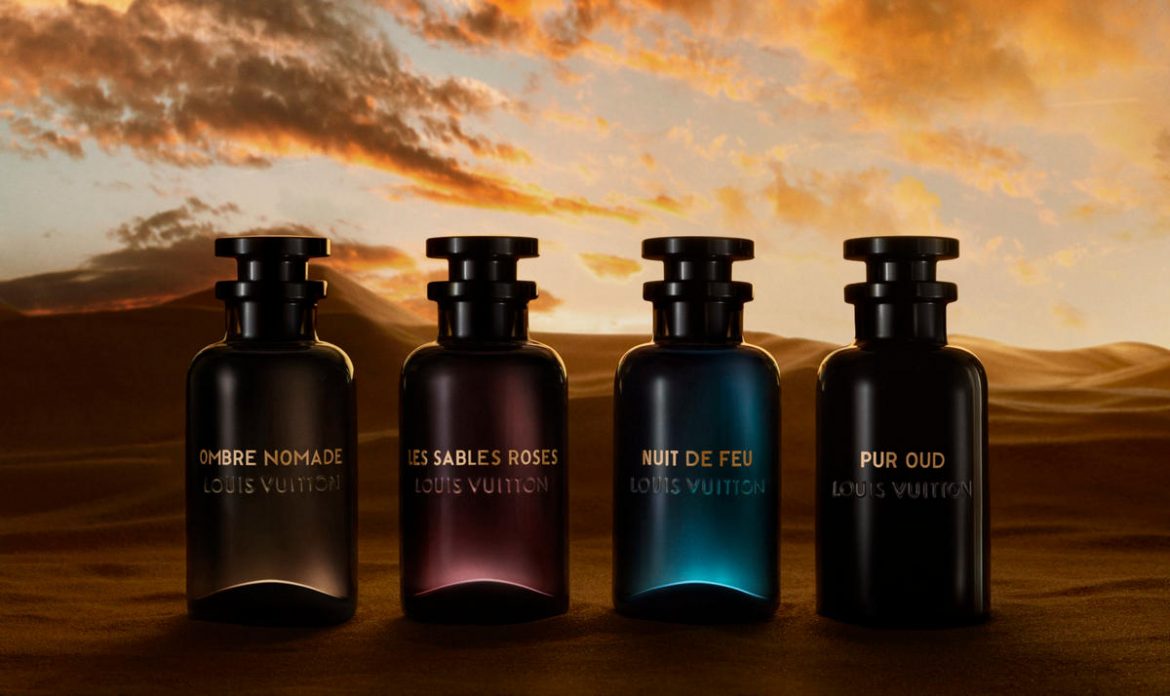 OMBRE NOMADE
LOUIS VUITTON
LES SABLES ROSES
LOUIS VUITTON
NUIT DE FEU
LOUIS VUITTON
PUR OUD
LOUIS VUITTON